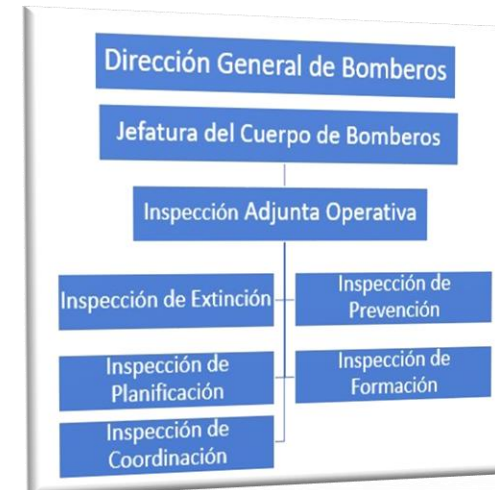 Dirección General de Bomberos
Jefatura del Cuerpo de Bomberos
Inspección Adjunta Operativa
Inspección de Extinción
Inspección de
Prevención
Inspección de
Planificación
Inspección de
Formación
Inspección de
Coordinación